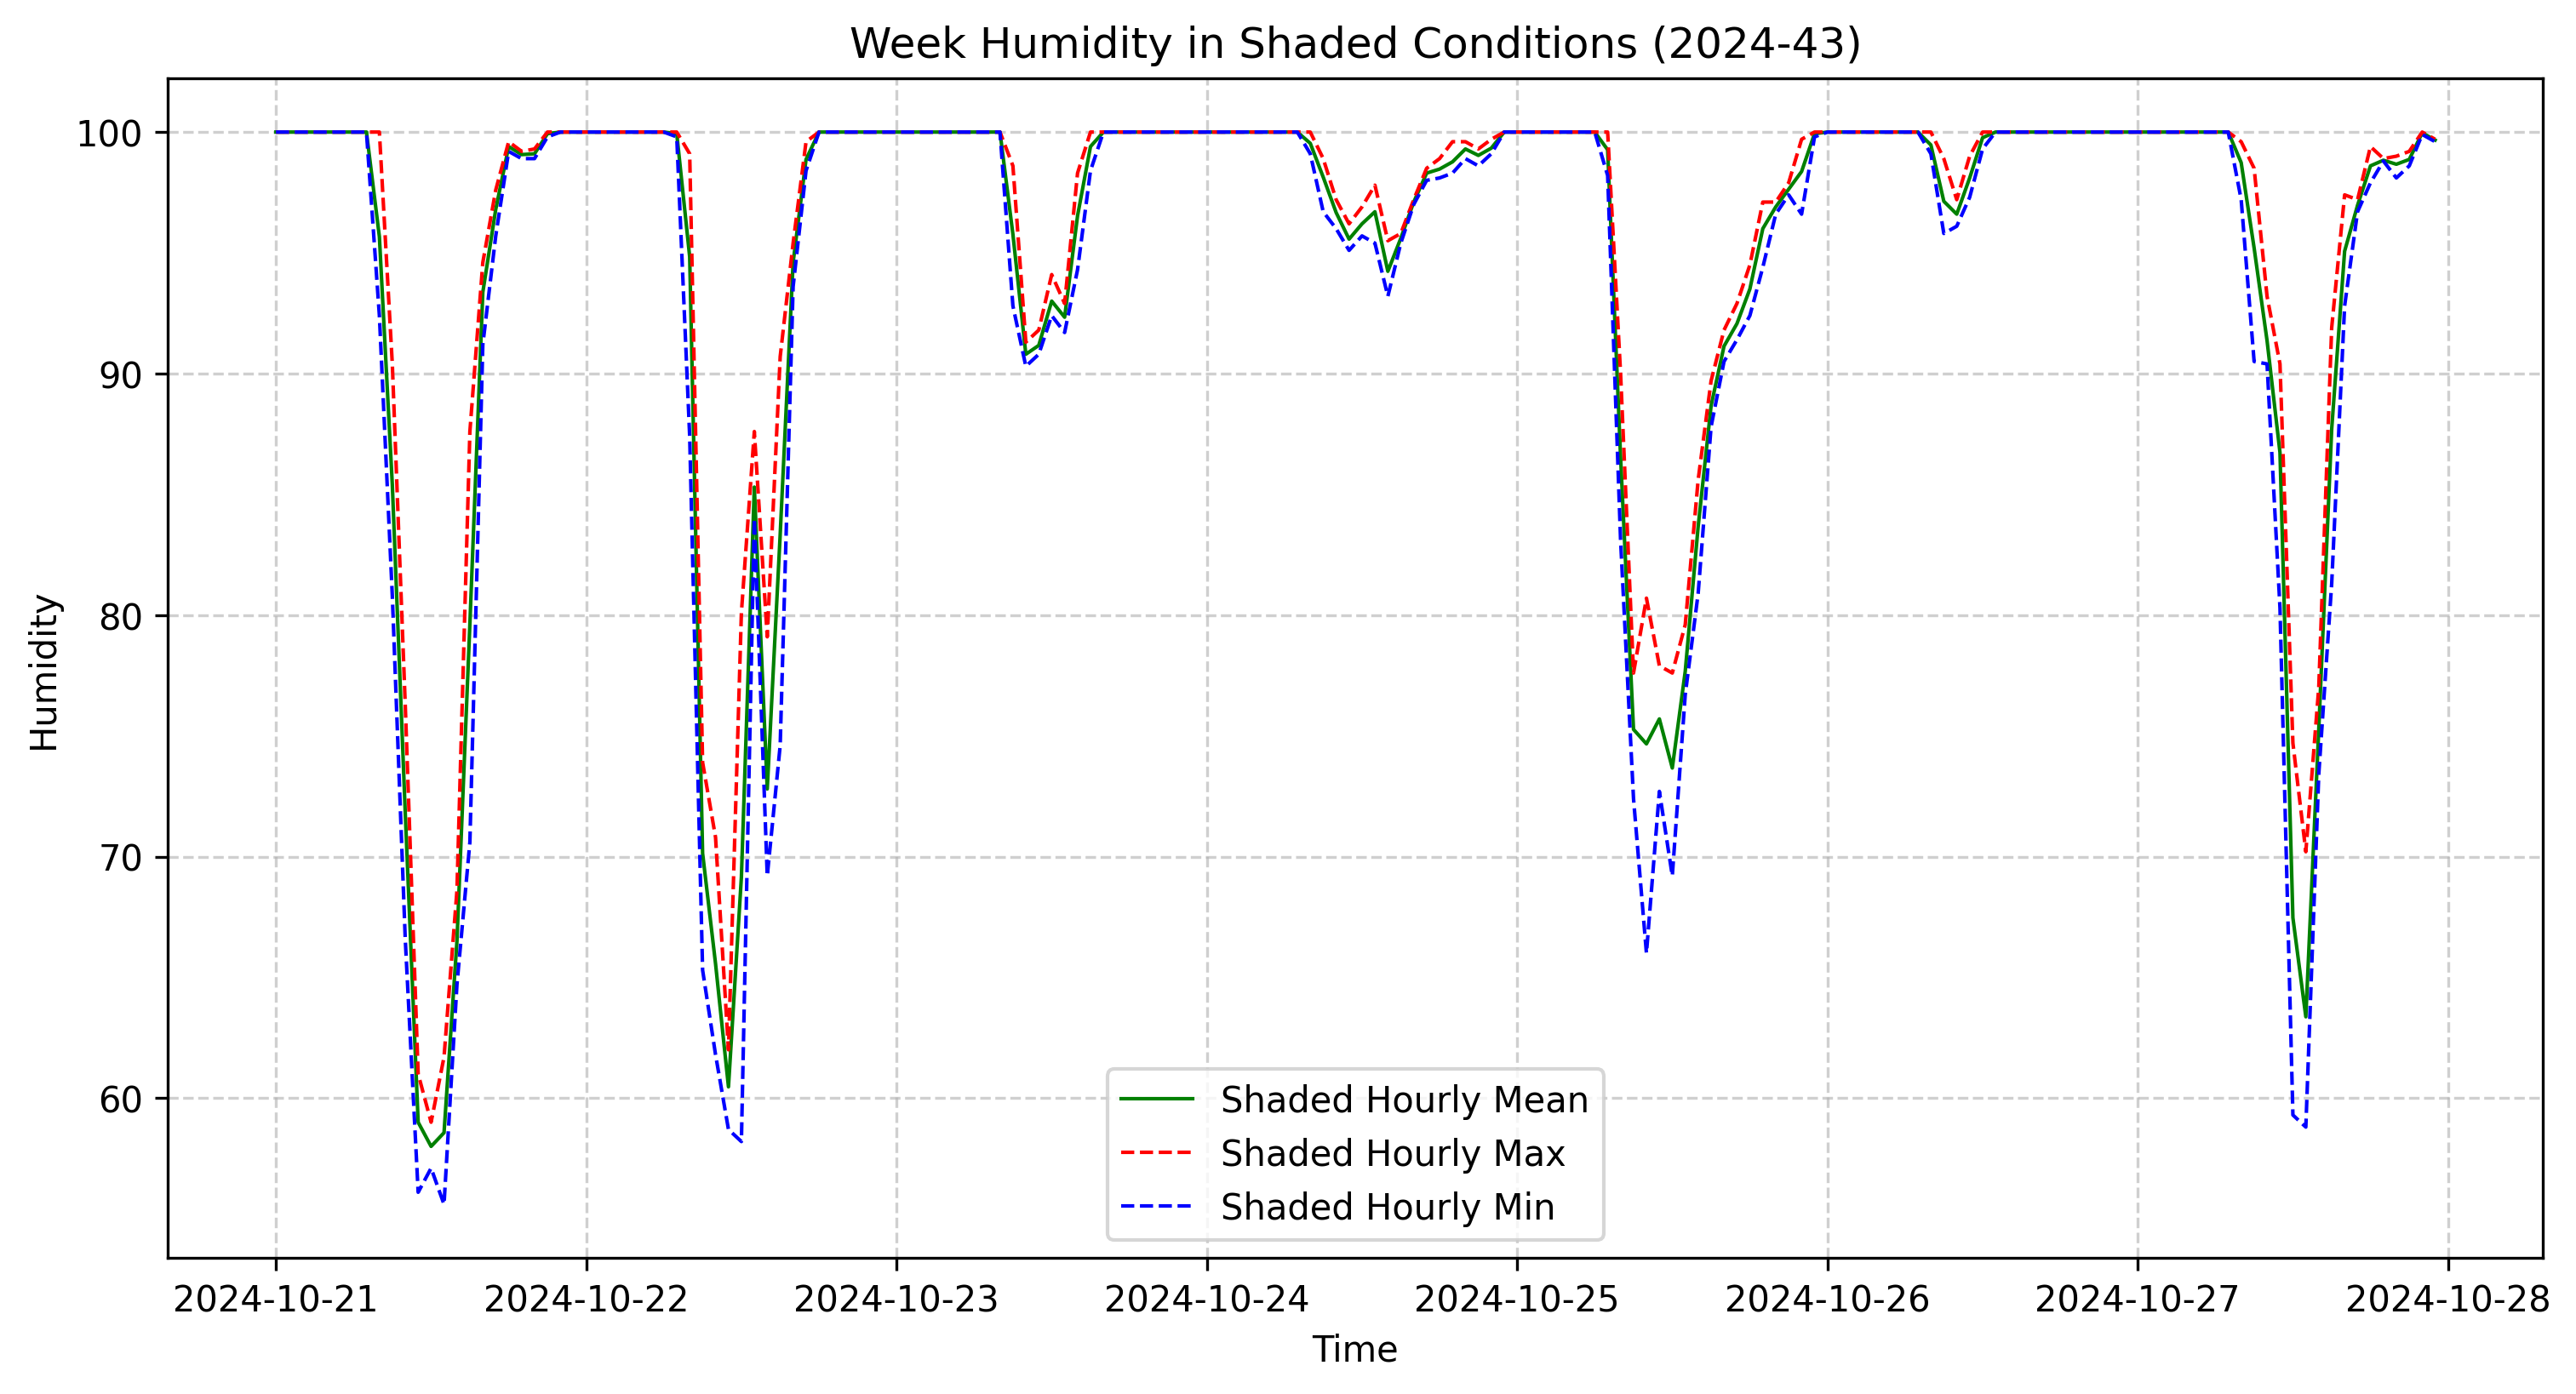 Week Humidity in Shaded Conditions (2024-43)
100
90
80
70
60
Humidity
Shaded Hourly Mean
Shaded Hourly Max
Shaded Hourly Min
2024-10-21
2024-10-22
2024-10-23
2024-10-24
2024-10-25
2024-10-26
2024-10-27
2024-10-28
Time